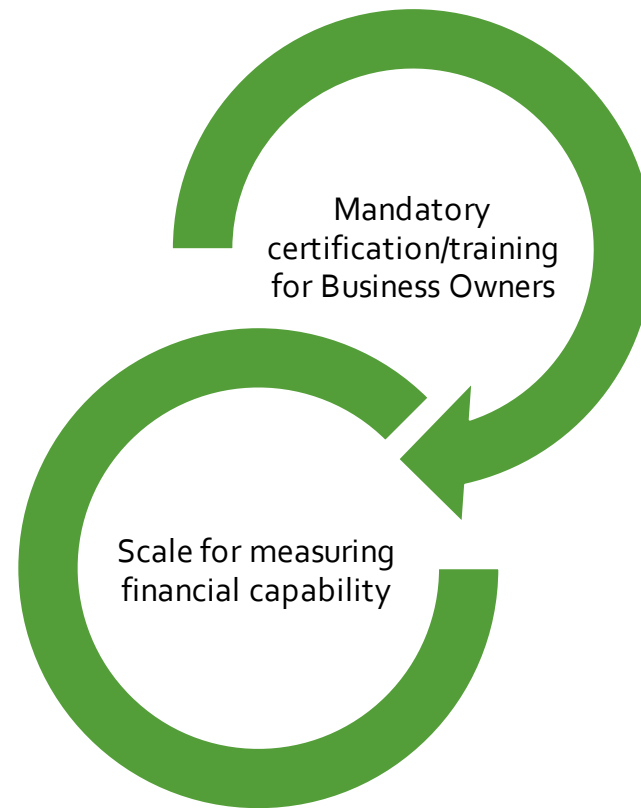 Mandatory
certification/training
for Business Owners
Scale for measuring
financial capability